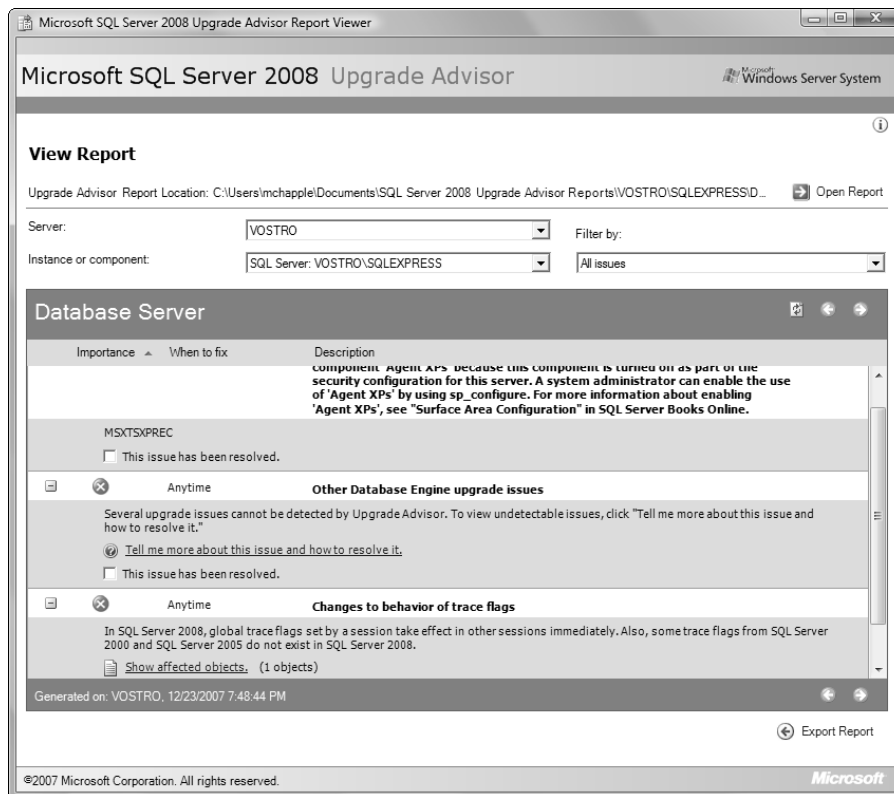 Microsoft SQL Server 2008 Upgrade Advisor Report Viewer
Microsoft SQL Server 2008 Upgrade Advisor
Microsoft
Windows Server System
View Report
Upgrade Advisor Report Location: C:\Users\mchapple\Documents\SQL Server 2008 Upgrade Advisor Reports\VOSTRO\SQLEXPRESS\D...
Open Report
Server:
VOSTRO
Filter by:
Instance or component:
SQL Server: VOSTRO\SQLEXPRESS
All issues
Database Server
Importance
When to fix
Description
component 'Agent XPs' because this component is turned on as part of the
security configuration for this server. A system administrator can enable the use
of 'Agent XPs' by using sp_configure. For more information about enabling
'Agent XPs', see "Surface Area Configuration" in SQL Server Books Online.
MSXTSXPREC
This issue has been resolved.
Anytime
Other Database Engine upgrade issues
Several upgrade issues cannot be detected by Upgrade Advisor. To view undetectable issues, click "Tell me more about this issue and
how to resolve it."
Tell me more about this issue and how to resolve it.
This issue has been resolved.
Anytime
Changes to behavior of trace flags
In SQL Server 2008, global trace flags set by a session take effect in other sessions immediately. Also, some trace flags from SQL Server
2000 and SQL Server 2005 do not exist in SQL Server 2008.
Show affected objects. (1 objects)
Generated on: VOSTRO, 12/23/2007 7:48:44 PM
Export Report
©2007 Microsoft Corporation. All rights reserved.
Microsoft